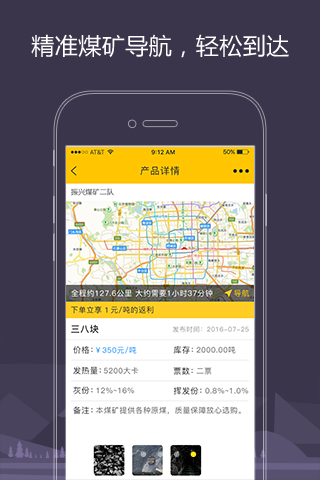 精准煤矿导航，轻松到达
AT&T 9:12 AM 50%
产品详情
振兴煤矿二队
全程约127.6公里 大约需要1小时37分钟 导航
下单立享 1 元/吨的返利
三八块 发布时间：2016-07-25
价格：￥350元/吨 库存：2000.00吨
发热量：5200大卡 票数：二票
灰份：12%~16% 挥发份：0.8%~1.0%
备注：本煤矿提供各种原煤，质量保障放心选购。